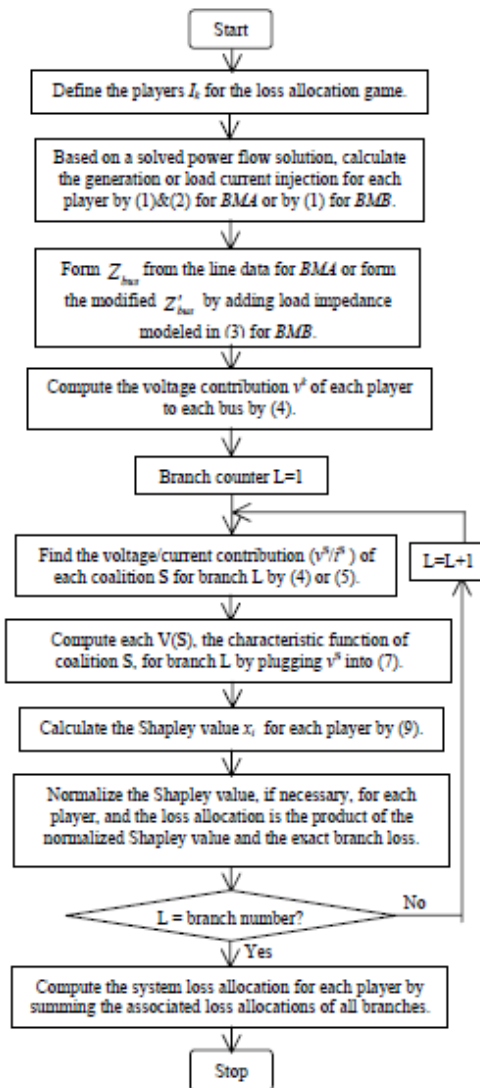 Start
Define the players I_k for the loss allocation game.
Based on a solved power flow solution, calculate
the generation or load current injection for each
player by (1)&(2) for BMA or by (1) for BMB.
Form Z_bus from the line data for BMA or form
the modified Z'_bus by adding load impedance
modeled in (3) for BMB.
Compute the voltage contribution v^k of each player
to each bus by (4).
Branch counter L=1
Find the voltage/current contribution (v^S/i^S) of
each coalition S for branch L by (4) or (5).
L=L+1
Compute each V(S), the characteristic function of
coalition S, for branch L by plugging v^S into (7).
Calculate the Shapley value x_i for each player by (9).
Normalize the Shapley value, if necessary, for each
player, and the loss allocation is the product of the
normalized Shapley value and the exact branch loss.
L = branch number?
No
Yes
Compute the system loss allocation for each player by
summing the associated loss allocations of all branches.
Stop